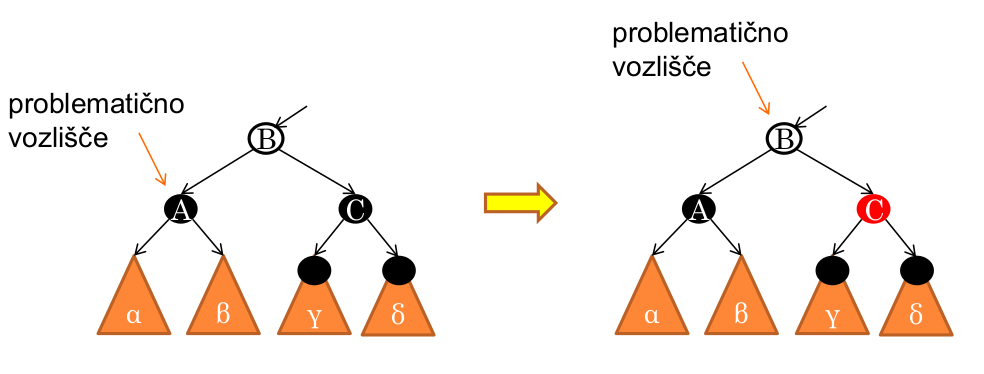 problematično
vozlišče
B
A
C
α
β
γ
δ
problematično
vozlišče
B
A
C
α
β
γ
δ